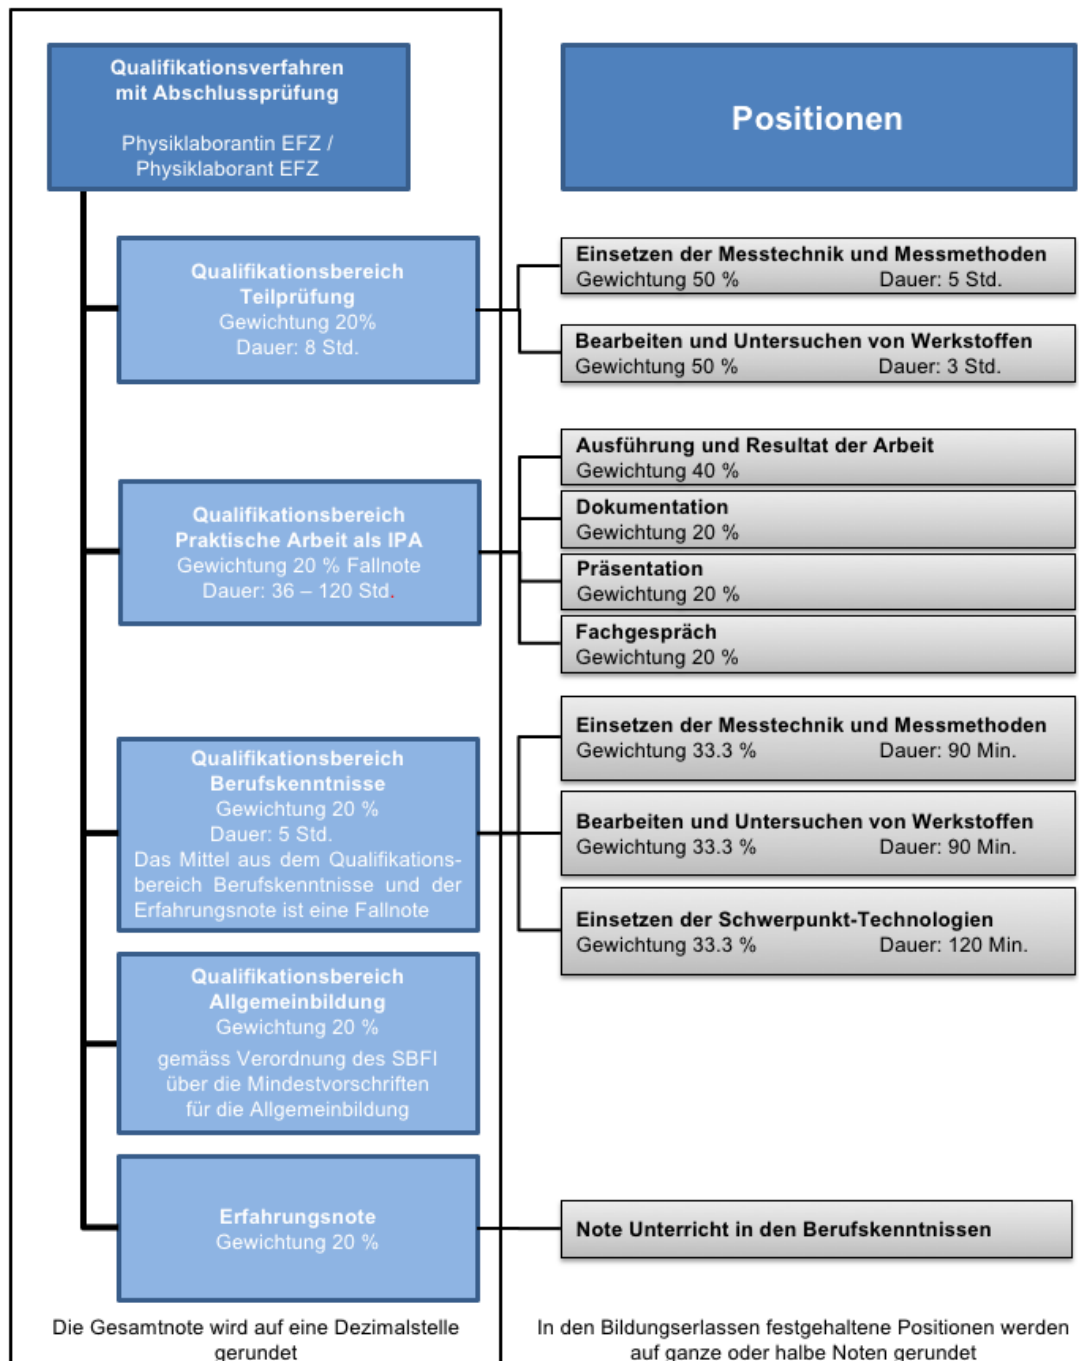 Qualifikationsverfahren
mit Abschlussprüfung
Physiklaborantin EFZ /
Physiklaborant EFZ
Positionen
Qualifikationsbereich
Teilprüfung
Gewichtung 20%
Dauer: 8 Std.
Einsetzen der Messtechnik und Messmethoden
Gewichtung 50 % Dauer: 5 Std.
Bearbeiten und Untersuchen von Werkstoffen
Gewichtung 50 % Dauer: 3 Std.
Qualifikationsbereich
Praktische Arbeit als IPA
Gewichtung 20 % Fallnote
Dauer: 36 – 120 Std.
Ausführung und Resultat der Arbeit
Gewichtung 40 %
Dokumentation
Gewichtung 20 %
Präsentation
Gewichtung 20 %
Fachgespräch
Gewichtung 20 %
Qualifikationsbereich
Berufskenntnisse
Gewichtung 20 %
Dauer: 5 Std.
Das Mittel aus dem Qualifikations-
bereich Berufskenntnisse und der
Erfahrungsnote ist eine Fallnote
Einsetzen der Messtechnik und Messmethoden
Gewichtung 33.3 % Dauer: 90 Min.
Bearbeiten und Untersuchen von Werkstoffen
Gewichtung 33.3 % Dauer: 90 Min.
Einsetzen der Schwerpunkt-Technologien
Gewichtung 33.3 % Dauer: 120 Min.
Qualifikationsbereich
Allgemeinbildung
Gewichtung 20 %
gemäss Verordnung des SBFI
über die Mindestvorschriften
für die Allgemeinbildung
Erfahrungsnote
Gewichtung 20 %
Note Unterricht in den Berufskenntnissen
Die Gesamtnote wird auf eine Dezimalstelle
gerundet
In den Bildungserlassen festgehaltene Positionen werden
auf ganze oder halbe Noten gerundet